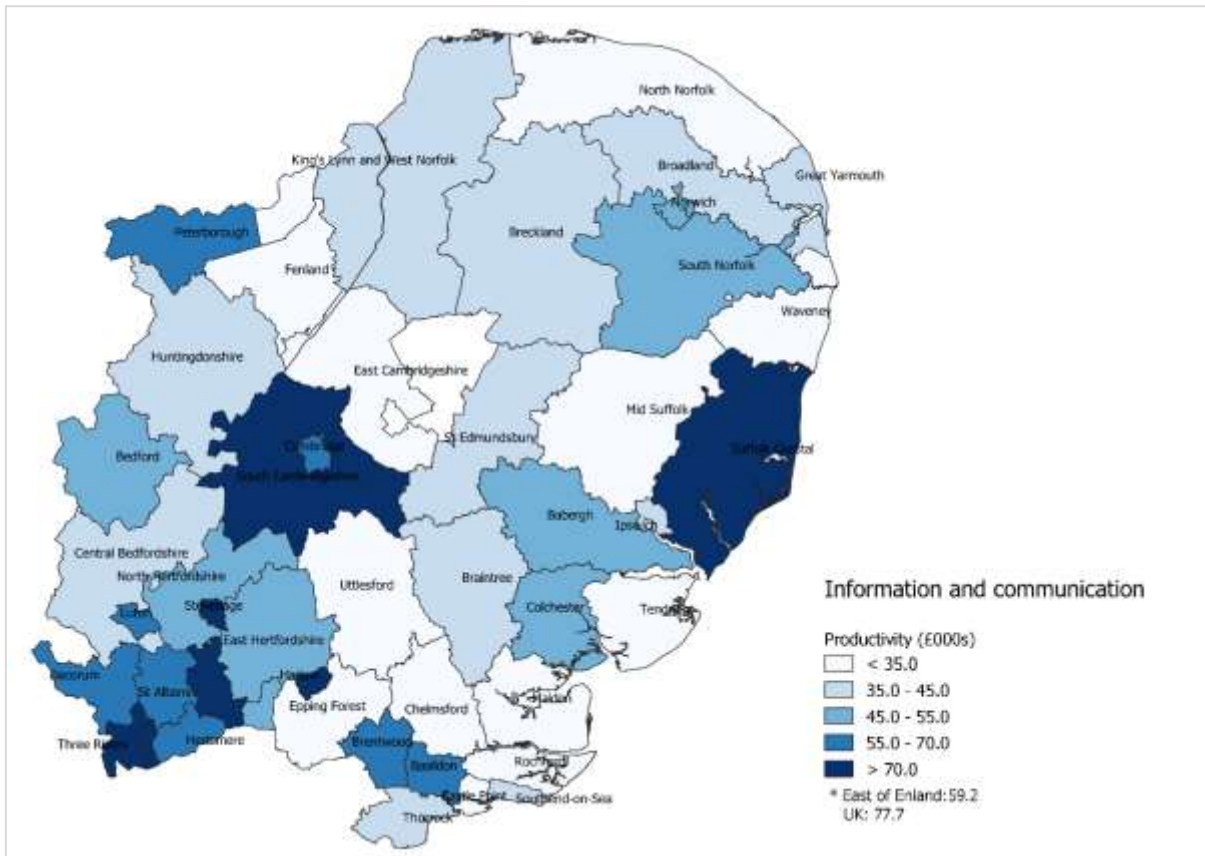 North Norfolk
King's Lynn and West Norfolk
Broadland
Great Yarmouth
Norwich
Peterborough
Breckland
South Norfolk
Fenland
Waveney
Huntingdonshire
East Cambridgeshire
Mid Suffolk
St Edmundsbury
Suffolk Coastal
Cambridge
Bedford
South Cambridgeshire
Babergh
Ipswich
Central Bedfordshire
North Hertfordshire
Uttlesford
Braintree
Stevenage
Luton
Colchester
Tendring
East Hertfordshire
Dacorum
St Albans
Harlow
Maldon
Epping Forest
Chelmsford
Three Rivers
Hertsmere
Brentwood
Basildon
Rochford
Castle Point
Southend-on-Sea
Thurrock
Information and communication
Productivity (£000s)
< 35.0
35.0 - 45.0
45.0 - 55.0
55.0 - 70.0
> 70.0
* East of Enland:59.2
UK: 77.7